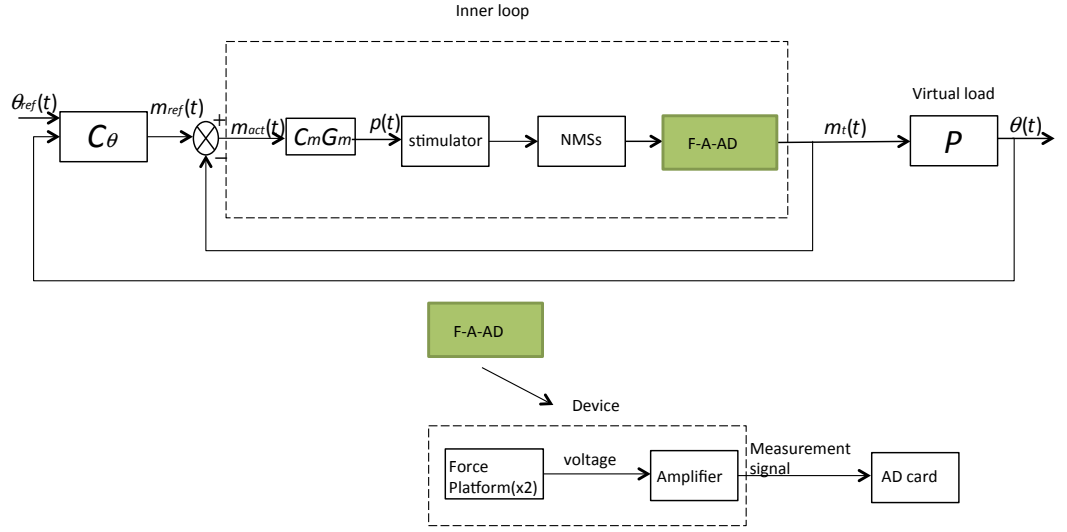 Inner loop
θref(t)
Cθ
mref(t)
+
−
mact(t)
CmGm
p(t)
stimulator
NMSs
F-A-AD
mt(t)
Virtual load
P
θ(t)
F-A-AD
Device
Force
Platform(x2)
voltage
Amplifier
Measurement
signal
AD card